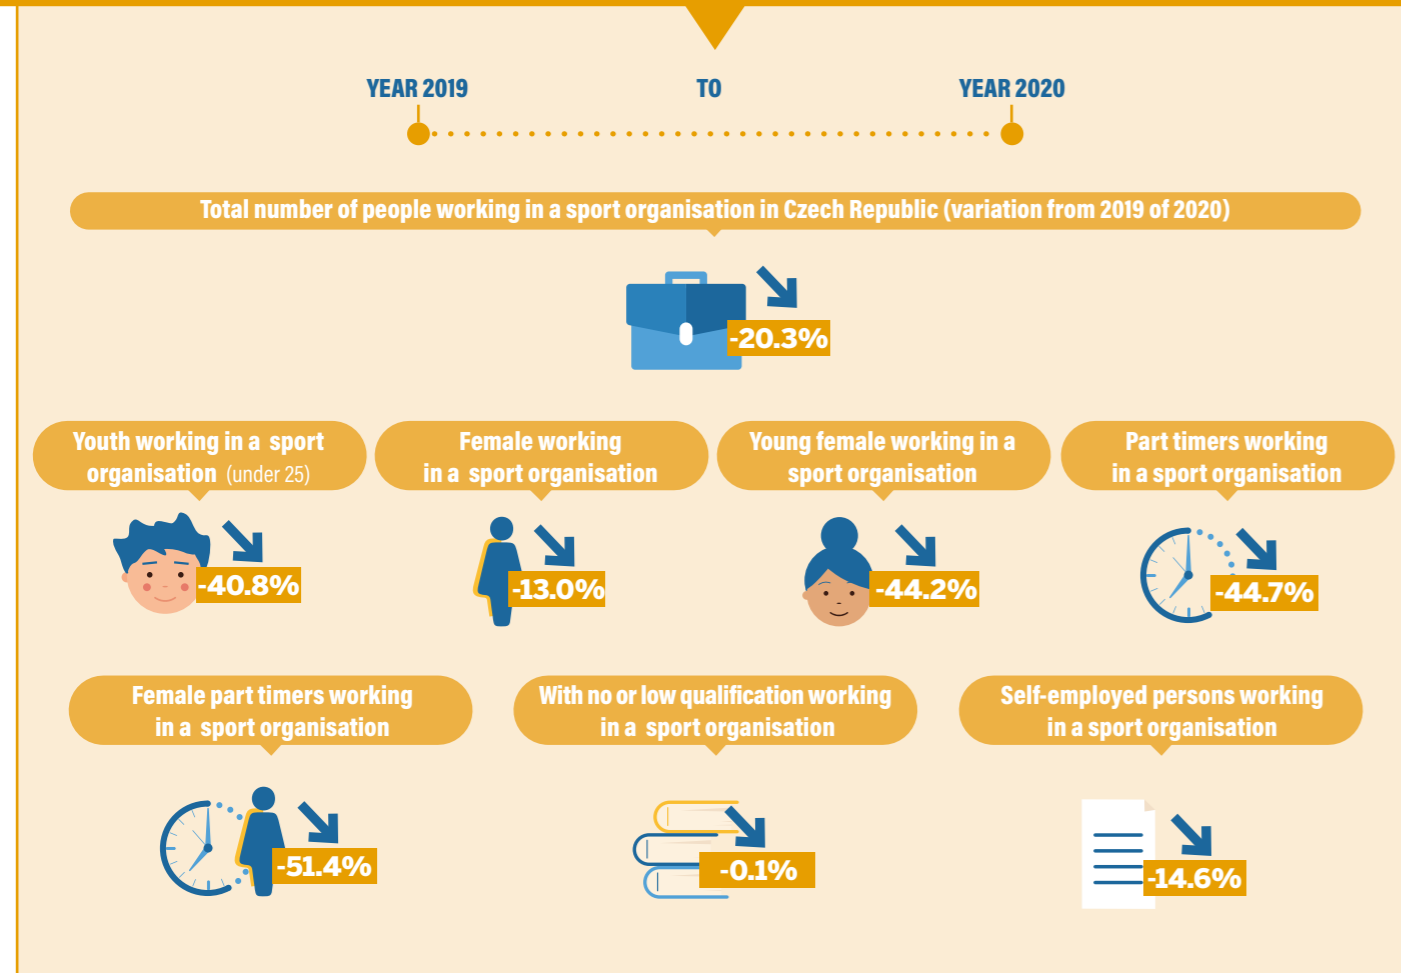 YEAR 2019 TO YEAR 2020
Total number of people working in a sport organisation in Czech Republic (variation from 2019 of 2020)
-20.3%
Youth working in a sport
organisation (under 25)
-40.8%
Female working
in a sport organisation
-13.0%
Young female working in a
sport organisation
-44.2%
Part timers working
in a sport organisation
-44.7%
Female part timers working
in a sport organisation
-51.4%
With no or low qualification working
in a sport organisation
-0.1%
Self-employed persons working
in a sport organisation
-14.6%